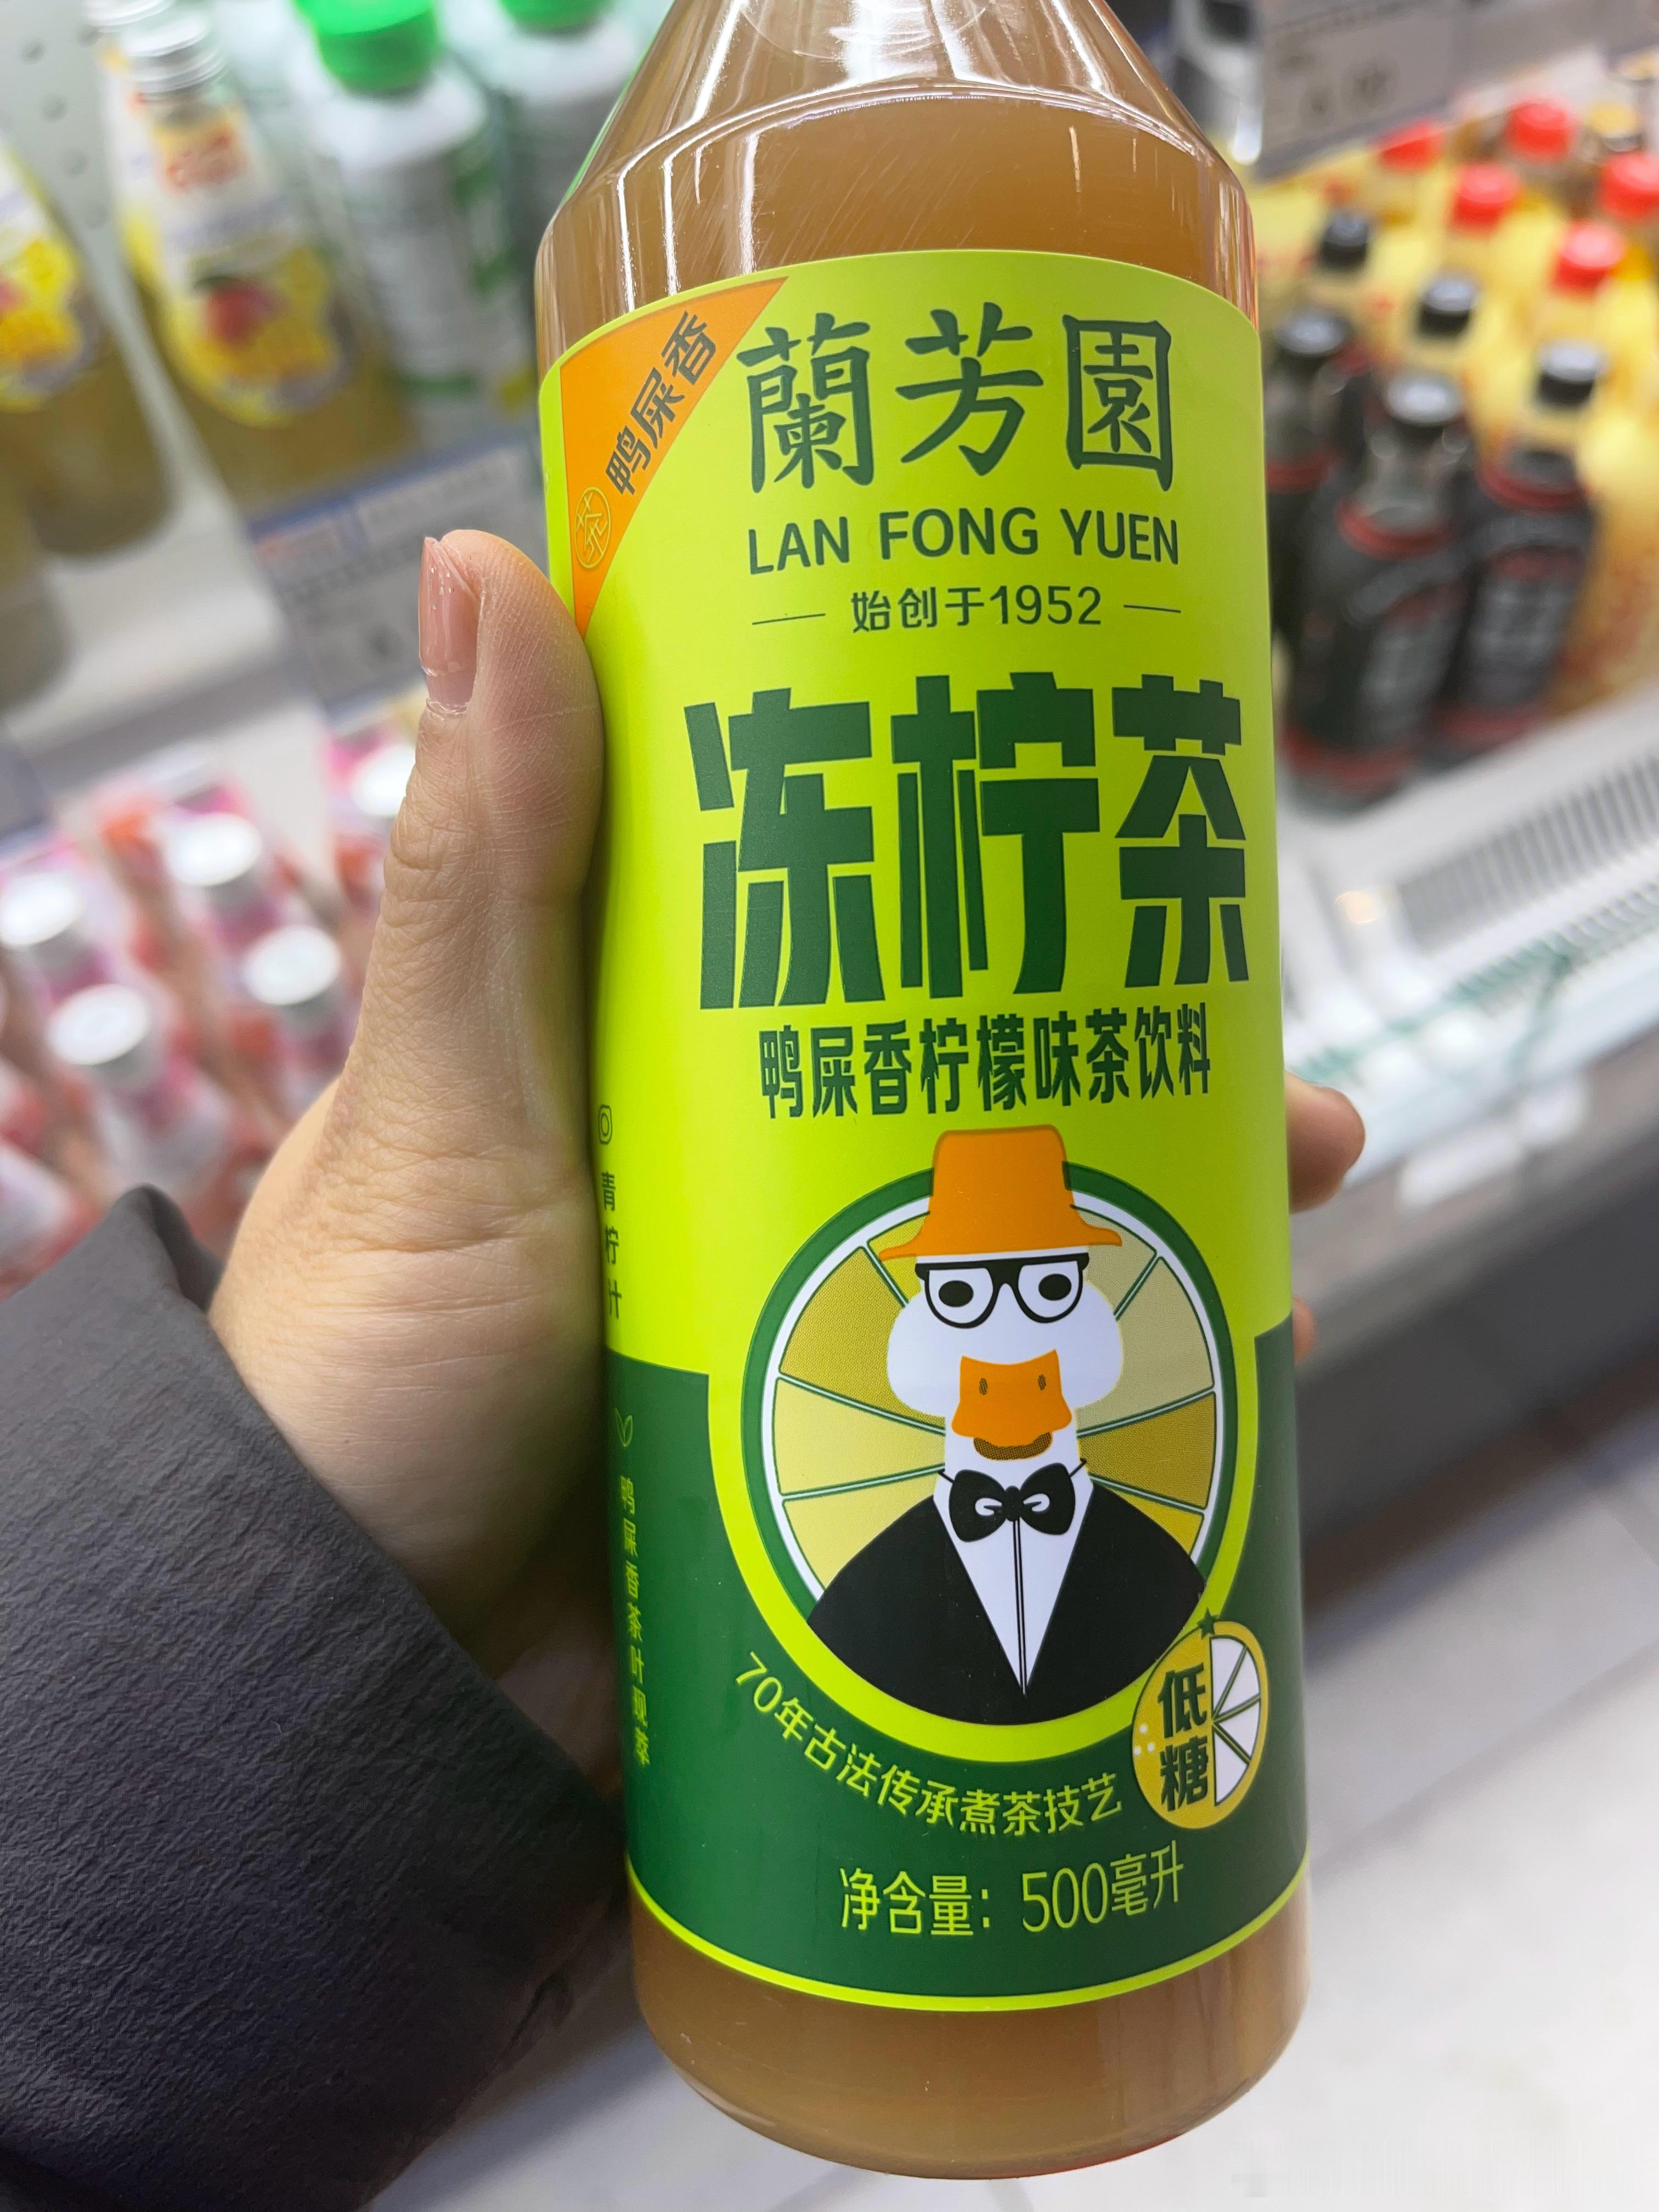 鸭屎香
蘭芳園
LAN FONG YUEN
始创于1952
冻柠茶
鸭屎香柠檬味茶饮料
青柠汁
鸭屎香茶叶现萃
70年古法传承煮茶技艺
低糖
净含量：500毫升